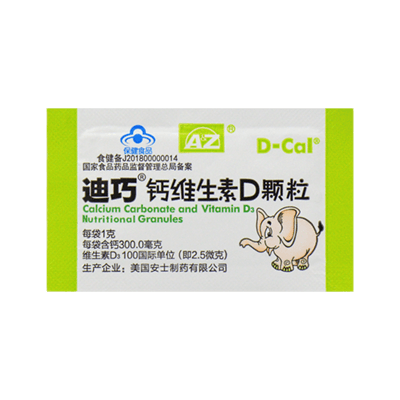 A&Z®
D-Cal®
保健食品
食健备J201800000014
国家食品药品监督管理总局备案
迪巧®钙维生素D颗粒
Calcium Carbonate and Vitamin D₃
Nutritional Granules
每袋1克
每袋含钙300.0毫克
维生素D₃100国际单位（即2.5微克）
生产企业：美国安士制药有限公司